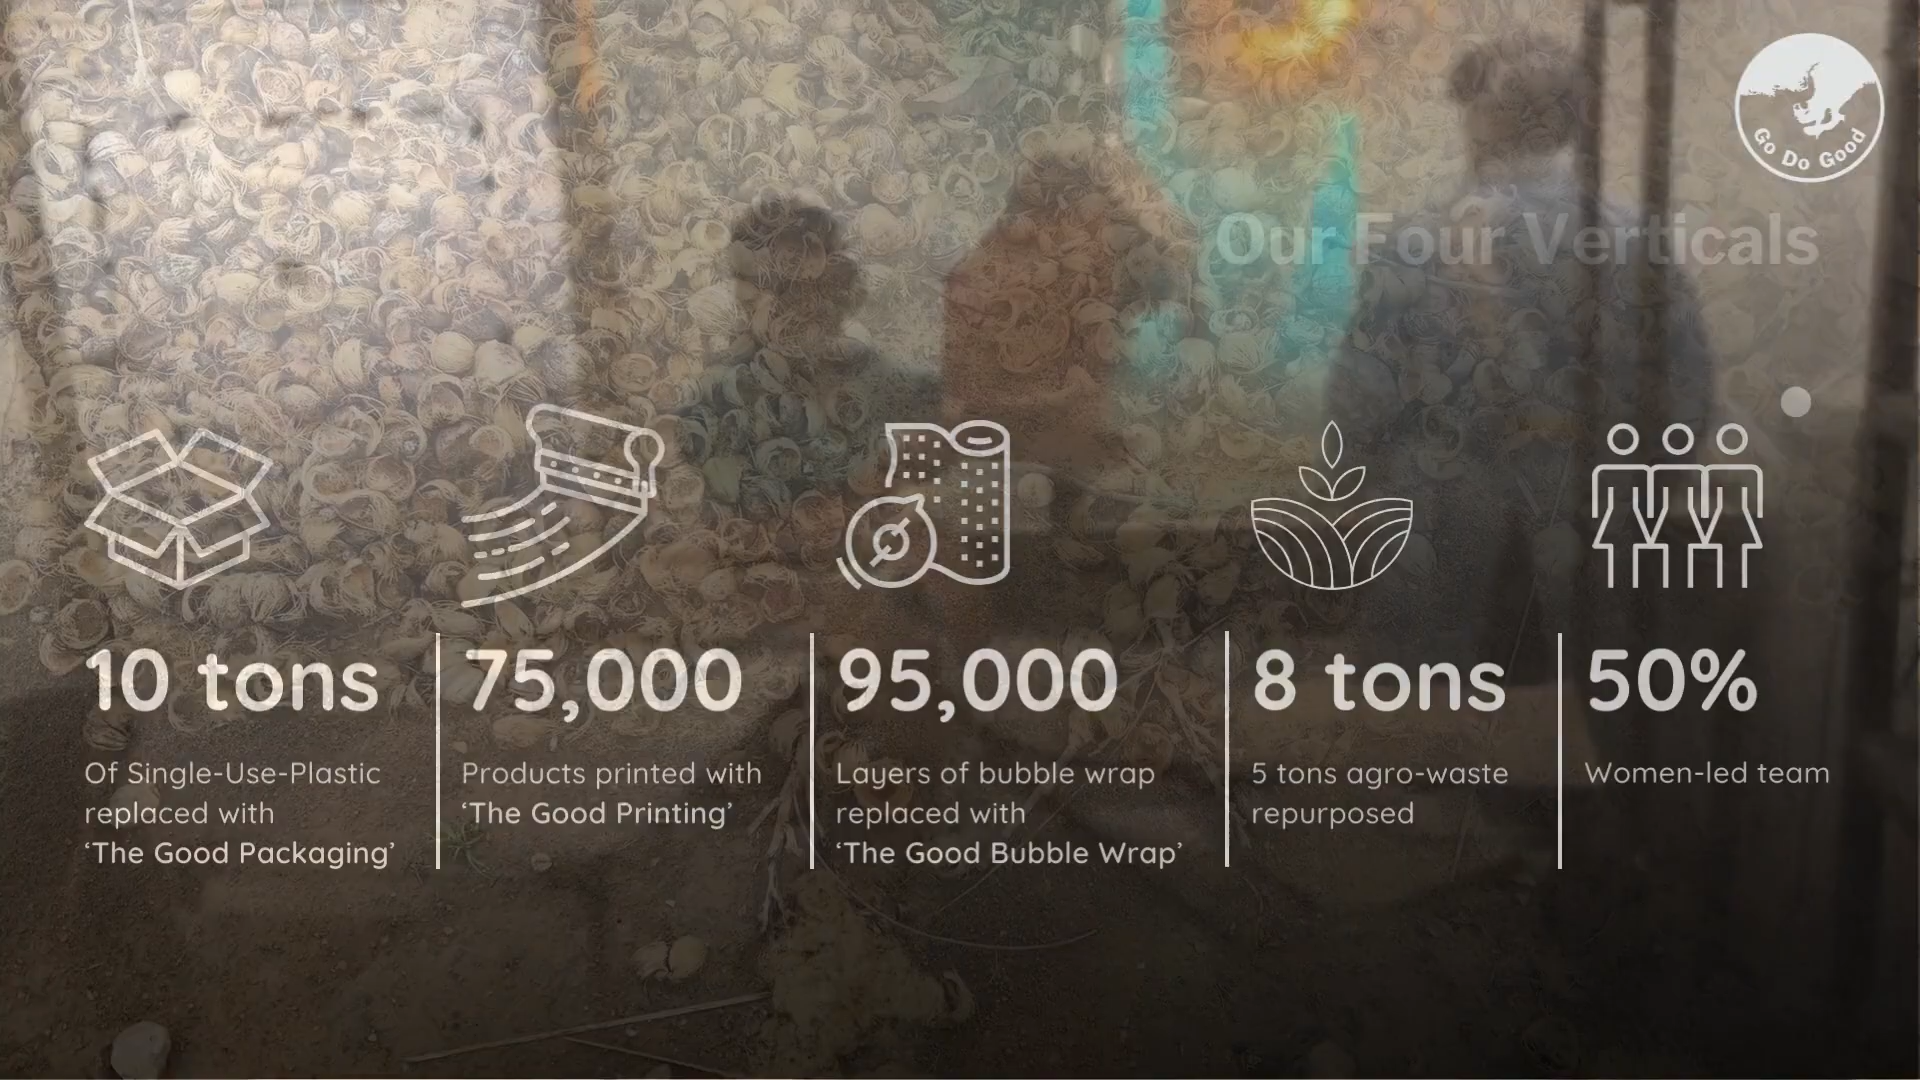 Go Do Good
Our Four Verticals
10 tons
Of Single-Use-Plastic
replaced with
‘The Good Packaging’
75,000
Products printed with
‘The Good Printing’
95,000
Layers of bubble wrap
replaced with
‘The Good Bubble Wrap’
8 tons
5 tons agro-waste
repurposed
50%
Women-led team